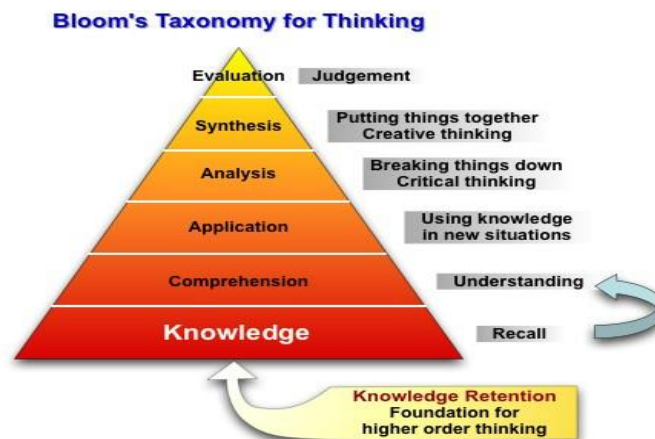 Bloom's Taxonomy for Thinking
Evaluation
Judgement
Synthesis
Putting things together
Creative thinking
Analysis
Breaking things down
Critical thinking
Application
Using knowledge
in new situations
Comprehension
Understanding
Knowledge
Recall
Knowledge Retention
Foundation for
higher order thinking